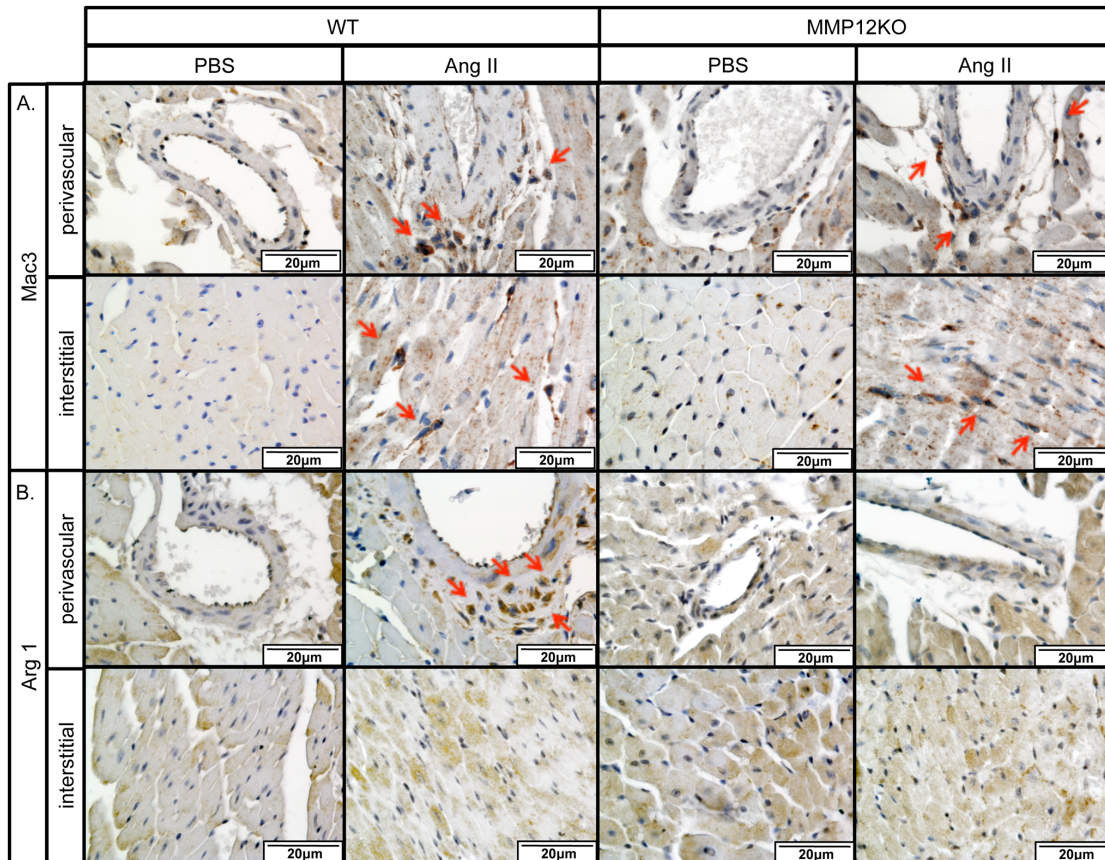 WT MMP12KO
PBS Ang II PBS Ang II
A.
Mac3
perivascular
20µm 20µm 20µm 20µm
interstitial
20µm 20µm 20µm 20µm
B.
Arg 1
perivascular
20µm 20µm 20µm 20µm
interstitial
20µm 20µm 20µm 20µm